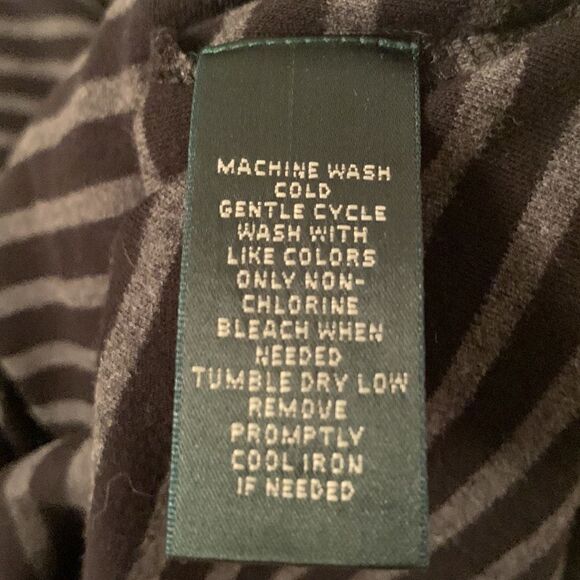 MACHINE WASH
COLD
GENTLE CYCLE
WASH WITH
LIKE COLORS
ONLY NON-
CHLORINE
BLEACH WHEN
NEEDED
TUMBLE DRY LOW
REMOVE
PROMPTLY
COOL IRON
IF NEEDED